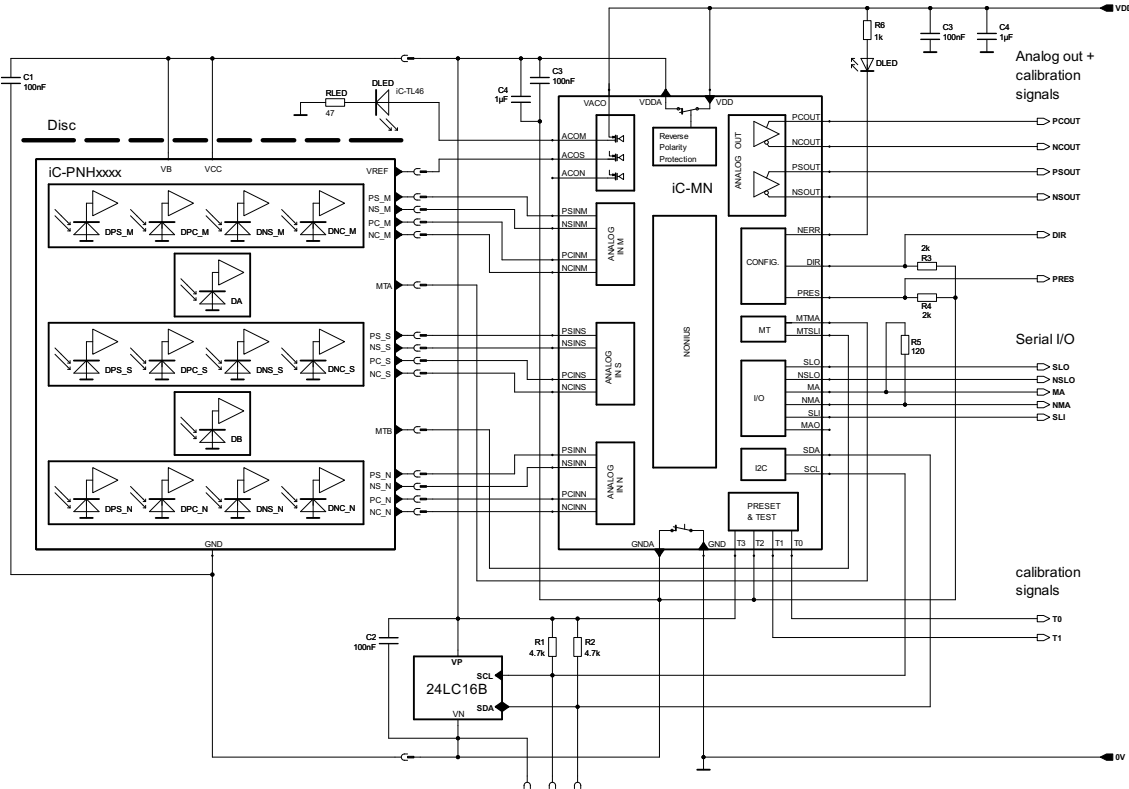 VDD
R6
1k
C3
100nF
C4
1µF
C1
100nF
DLED
iC-TL46
RLED
47
C3
100nF
C4
1µF
DLED
Analog out +
calibration
signals
VACO
VDDA
VDD
Disc
PCOUT
PCOUT
ACOM
Reverse
Polarity
Protection
ANALOG OUT
NCOUT
NCOUT
iC-PNHxxxx
VB
VCC
VREF
ACOS
ACON
PSOUT
PSOUT
iC-MN
NSOUT
NSOUT
PS_M
NS_M
PC_M
NC_M
DPS_M
DPC_M
DNS_M
DNC_M
PSINM
NSINM
PCINM
NCINM
ANALOG
IN M
NERR
DIR
2k
R3
CONFIG.
DIR
DA
MTA
PRES
PRES
R4
2k
NONIUS
MT
MTMA
MTSLI
PS_S
NS_S
PC_S
NC_S
DPS_S
DPC_S
DNS_S
DNC_S
PSINS
NSINS
PCINS
NCINS
ANALOG
IN S
R5
120
Serial I/O
I/O
SLO
NSLO
MA
NMA
SLI
MAO
SLO
NSLO
MA
NMA
SLI
DB
MTB
PS_N
NS_N
PC_N
NC_N
DPS_N
DPC_N
DNS_N
DNC_N
PSINN
NSINN
PCINN
NCINN
ANALOG
IN N
I2C
SDA
SCL
PRESET
& TEST
GND
GNDA
GND
T3
T2
T1
T0
calibration
signals
T0
T1
C2
100nF
R1
4.7k
R2
4.7k
VP
SCL
24LC16B
SDA
VN
0V